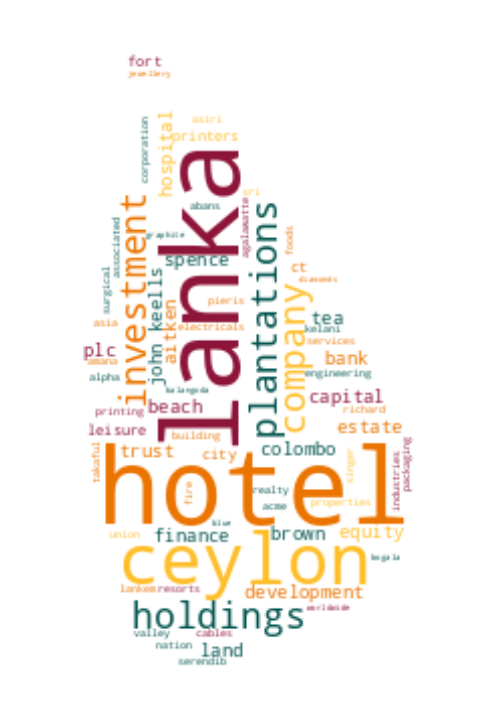 fort
jewellery
corporation
hospital
asiri
printers
lanka
sri
investment
abans
plantations
agalawatte
associated
graphite
spence
foods
surgical
john keells
ct
diamonds
company
asia
aitken
pieris
electricals
tea
kelani
services
plc
amana
bank
alpha
balangoda
engineering
capital
printing
beach
richard
leisure
building
estate
takaful
trust
city
colombo
singer
industries
packaging
hotel
fire
realty
acme
properties
blue
union
finance
brown
equity
ceylon
bogala
lankem
resorts
development
worldwide
holdings
valley
cables
nation
land
serendib